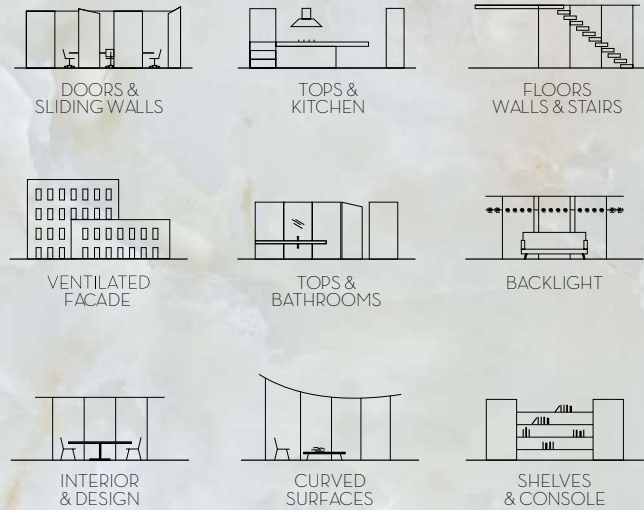 DOORS &
SLIDING WALLS
TOPS &
KITCHEN
FLOORS
WALLS & STAIRS
VENTILATED
FACADE
TOPS &
BATHROOMS
BACKLIGHT
INTERIOR
& DESIGN
CURVED
SURFACES
SHELVES
& CONSOLE